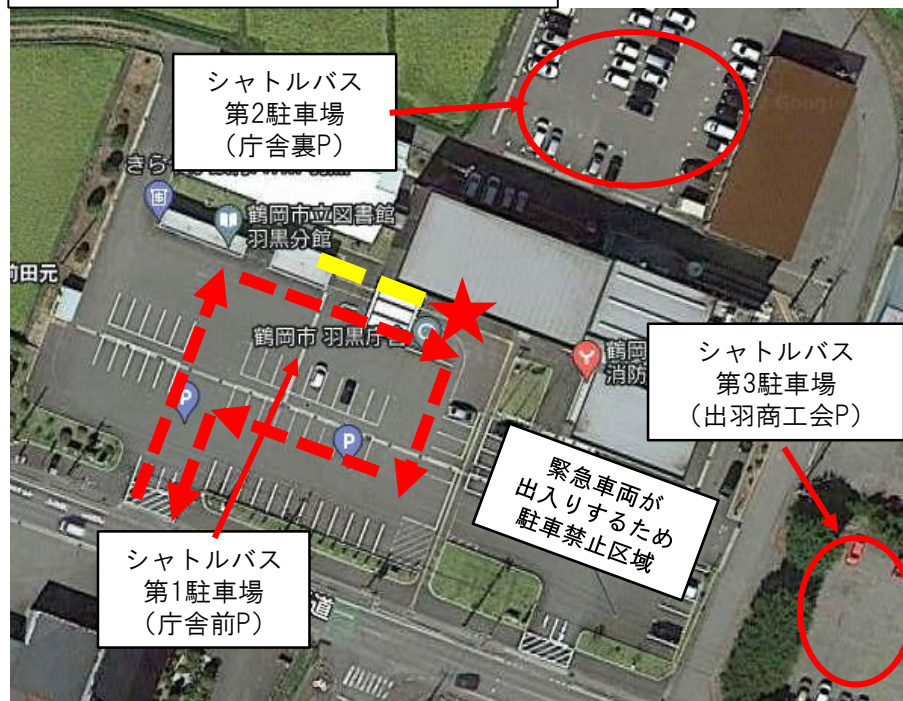 シャトルバス
第2駐車場
(庁舎裏P)
Google
鶴岡市立図書館
羽黒分館
前田元
鶴岡市 羽黒庁舎
鶴岡
消防
シャトルバス
第3駐車場
(出羽商工会P)
P
P
緊急車両が
出入りするため
駐車禁止区域
シャトルバス
第1駐車場
(庁舎前P)